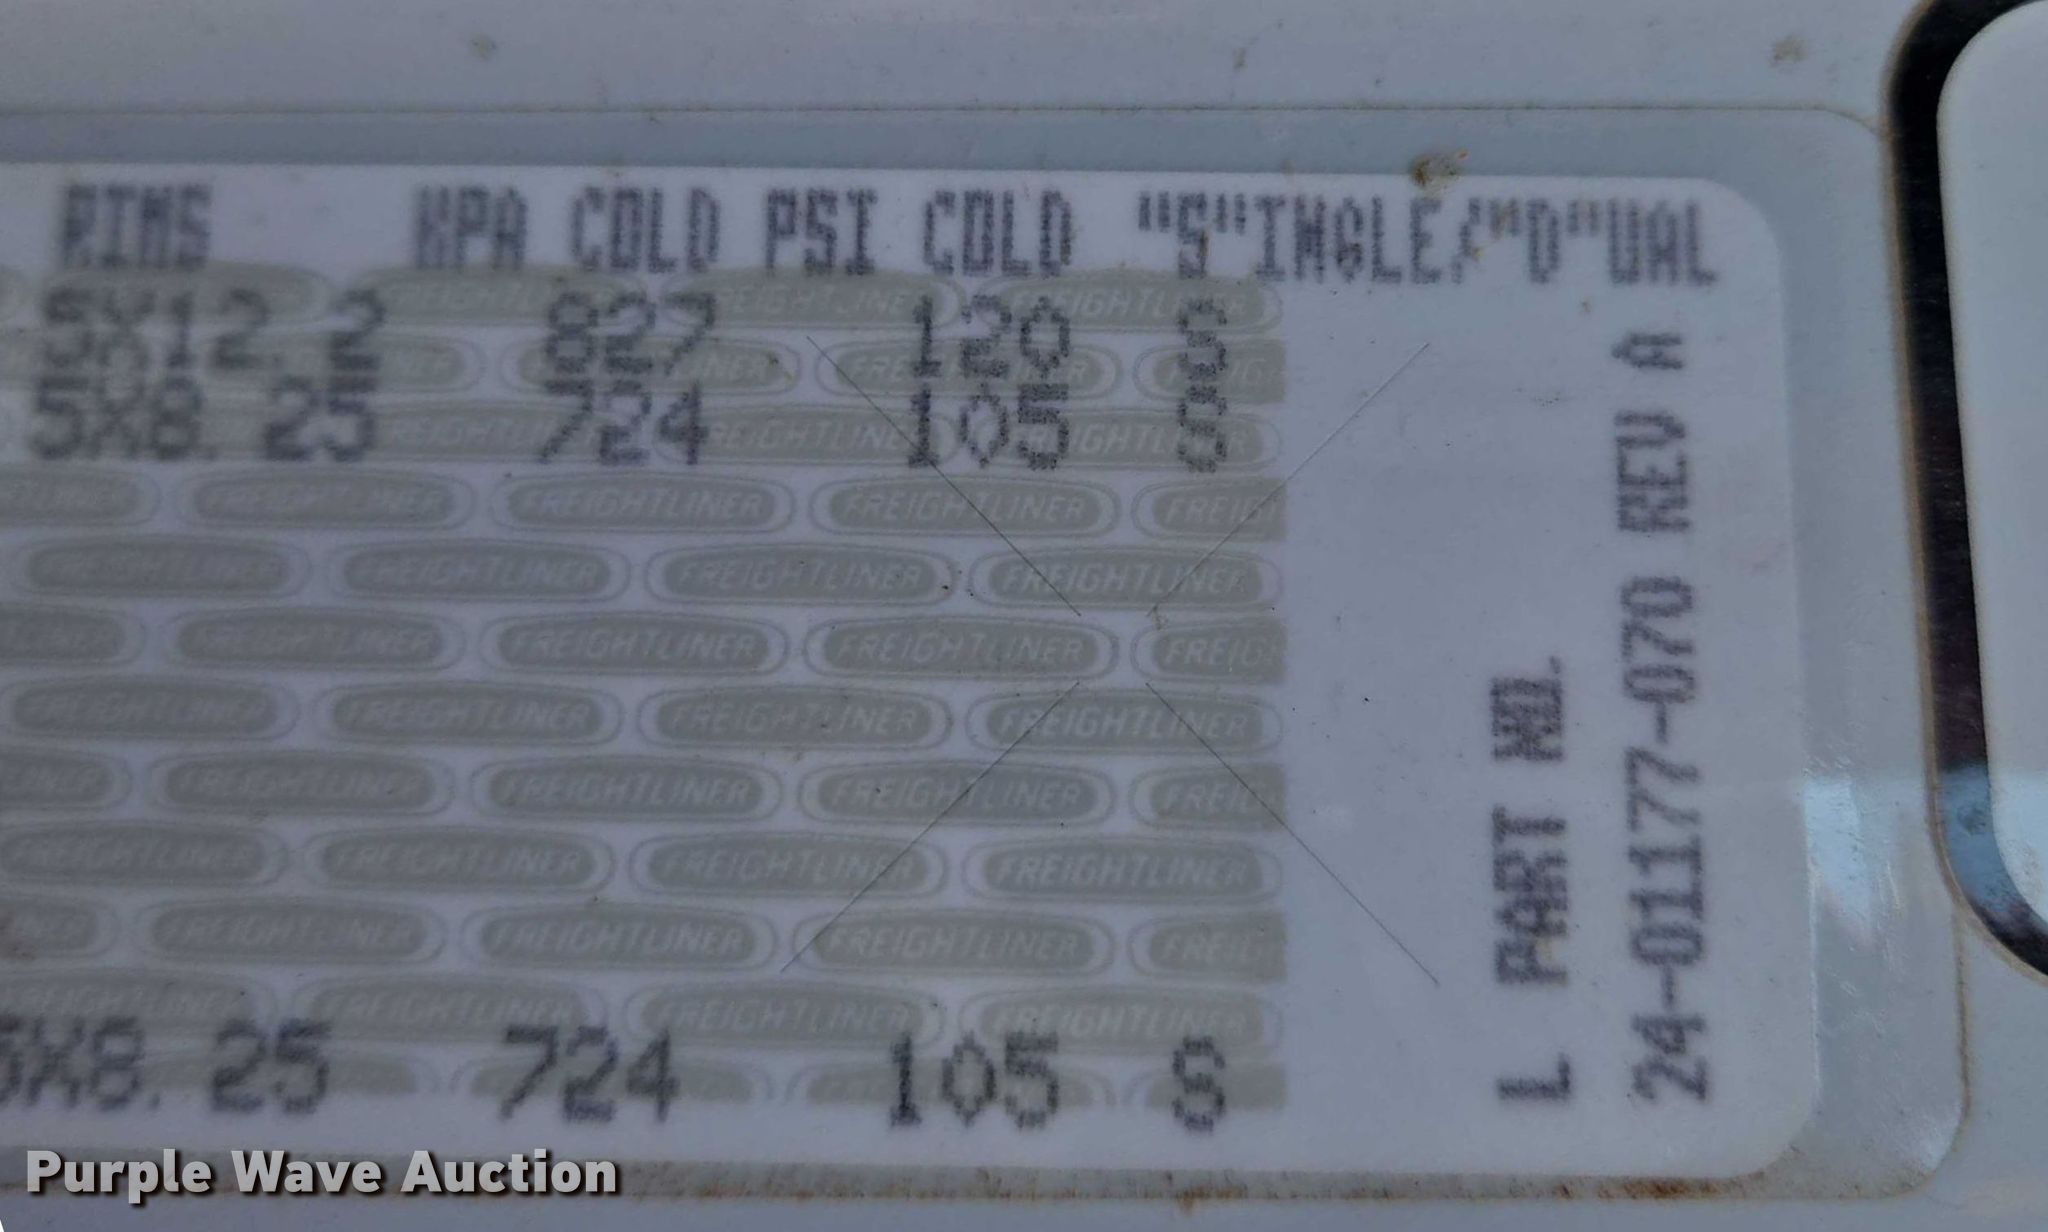 RIMS KPA COLD PSI COLD "S"INGLE/"D"UAL
5X12.2 827 120 S
5X8.25 724 105 S
5X8.25 724 105 S
L PART NO.
24-01177-070 REV A
FREIGHTLINER
Purple Wave Auction